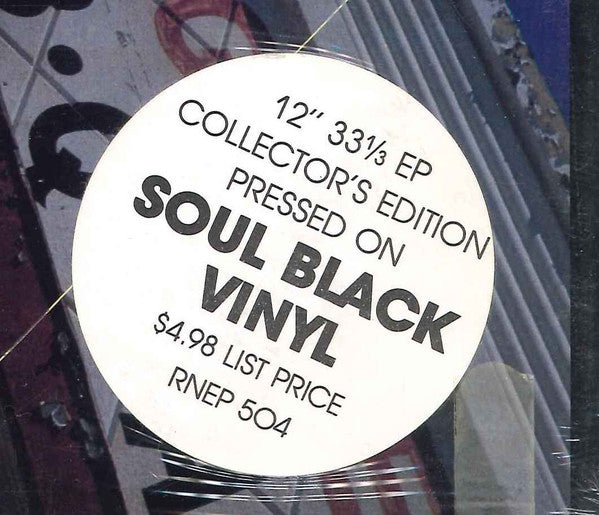 12" 33⅓ EP
COLLECTOR'S EDITION
PRESSED ON
SOUL BLACK
VINYL
$4.98 LIST PRICE
RNEP 504